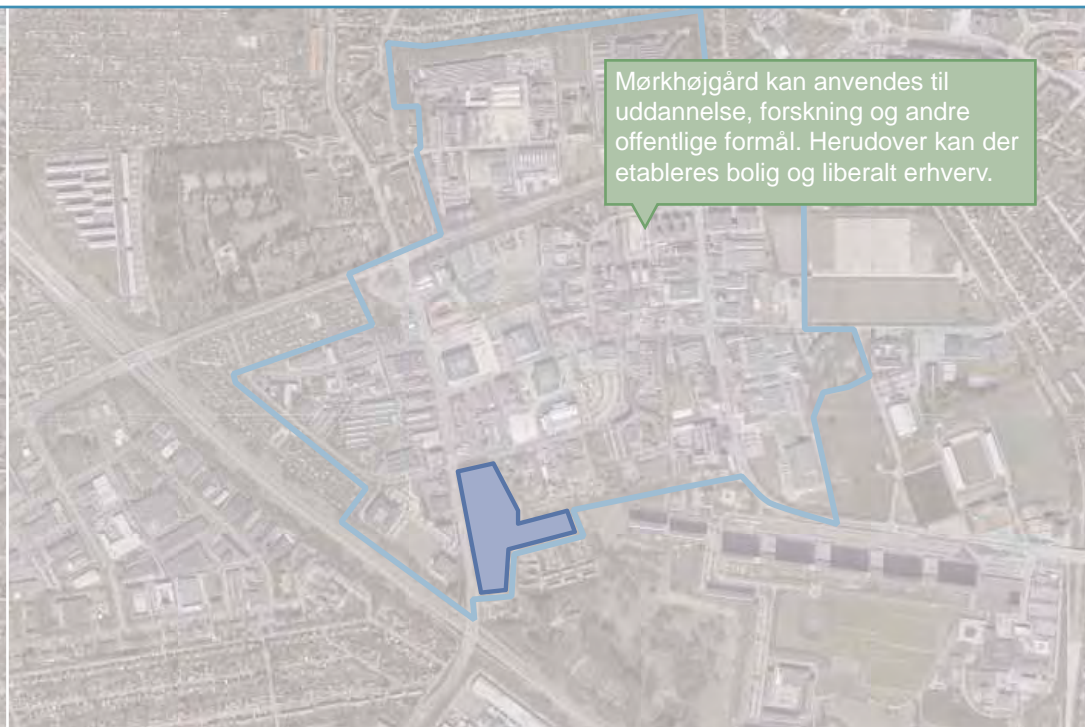 Mørkhøjgård kan anvendes til
uddannelse, forskning og andre
offentlige formål. Herudover kan der
etableres bolig og liberalt erhverv.